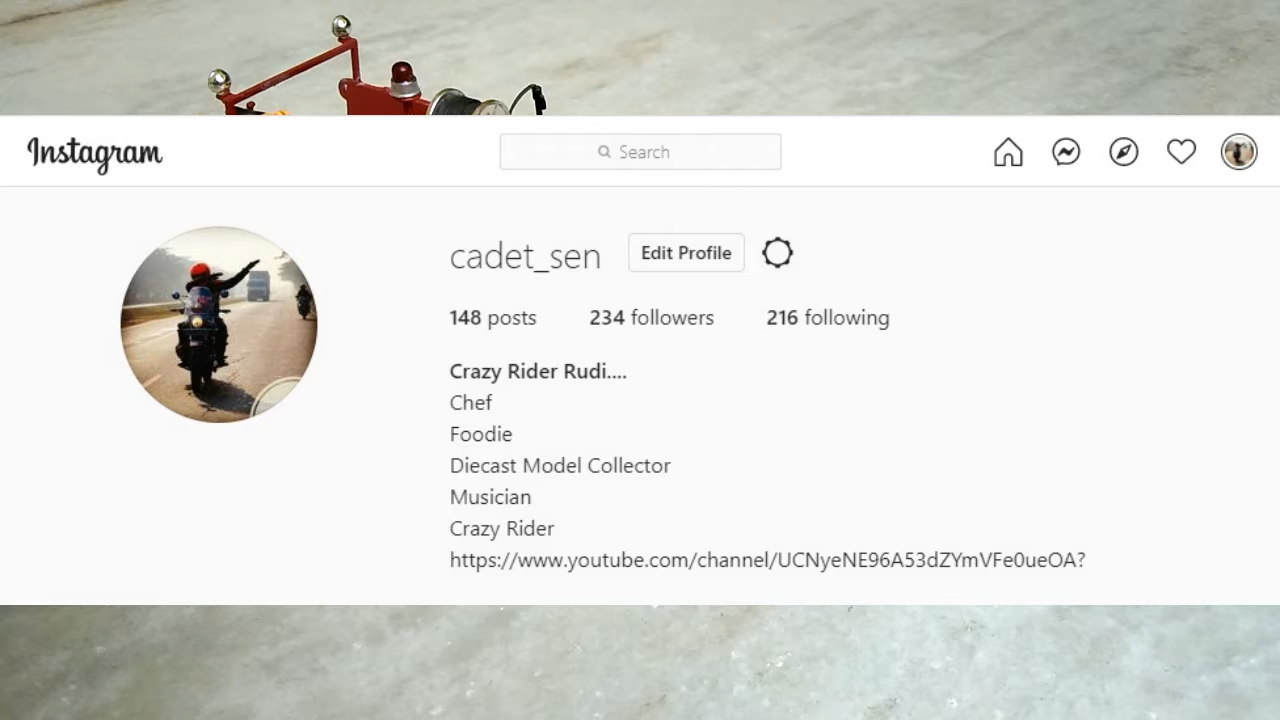 Instagram
Search
cadet_sen Edit Profile
148 posts 234 followers 216 following
Crazy Rider Rudi....
Chef
Foodie
Diecast Model Collector
Musician
Crazy Rider
https://www.youtube.com/channel/UCNyeNE96A53dZYmVFe0ueOA?